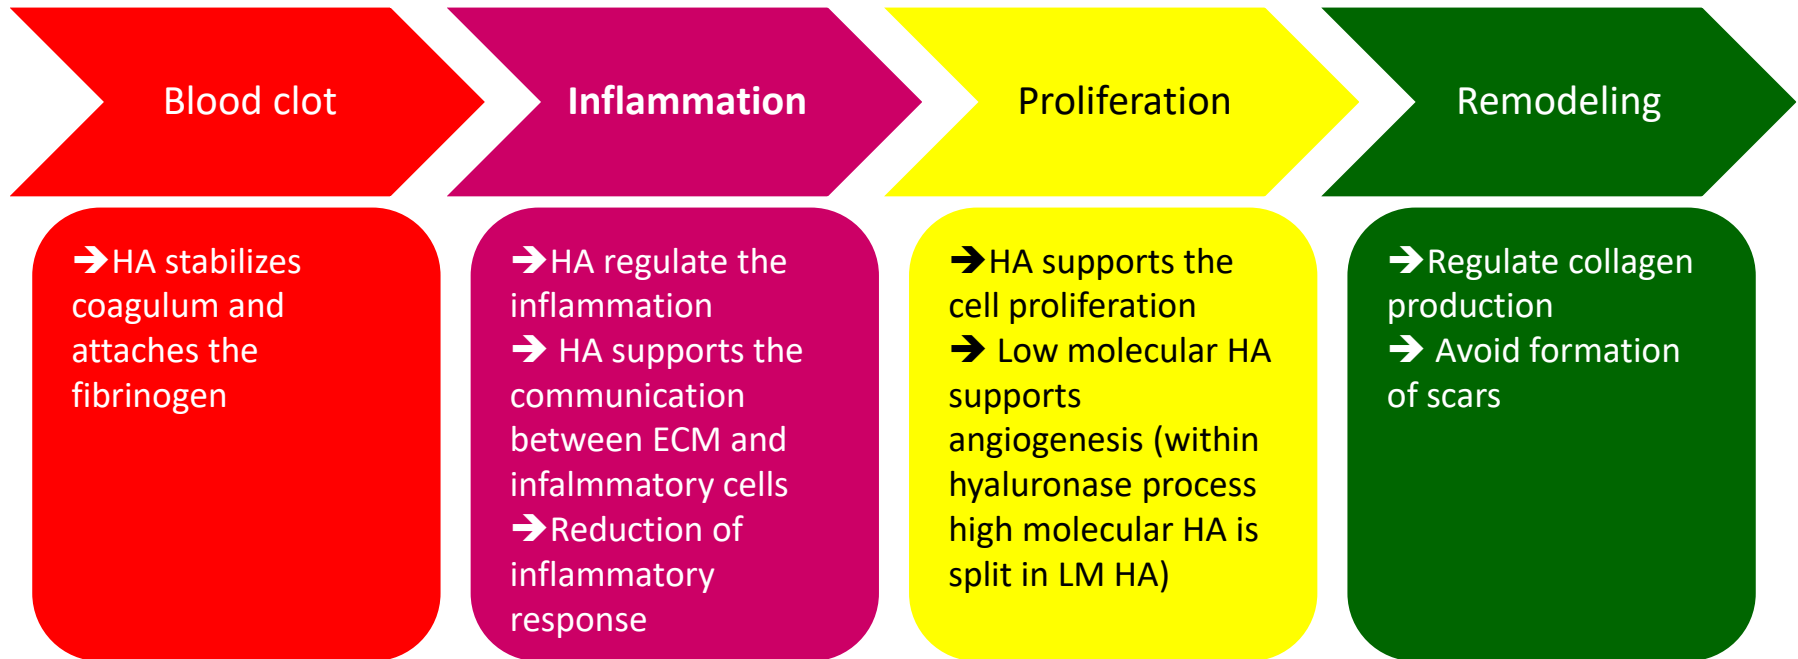 Blood clot
Inflammation
Proliferation
Remodeling
➔HA stabilizes
coagulum and
attaches the
fibrinogen
➔HA regulate the
inflammation
➔ HA supports the
communication
between ECM and
infalmmatory cells
➔Reduction of
inflammatory
response
➔HA supports the
cell proliferation
➔ Low molecular HA
supports
angiogenesis (within
hyaluronase process
high molecular HA is
split in LM HA)
➔Regulate collagen
production
➔ Avoid formation
of scars